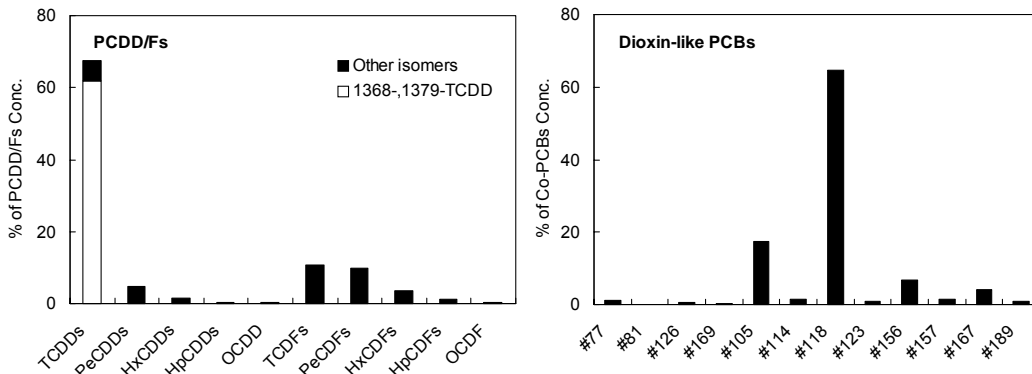 80
PCDD/Fs
Other isomers
60
1368-,1379-TCDD
40
20
0
% of PCDD/Fs Conc.
TCDDs
PeCDDs
HxCDDs
HpCDDs
OCDD
TCDFs
PeCDFs
HxCDFs
HpCDFs
OCDF
80
Dioxin-like PCBs
60
40
20
0
% of Co-PCBs Conc.
#77
#81
#126
#169
#105
#114
#118
#123
#156
#157
#167
#189